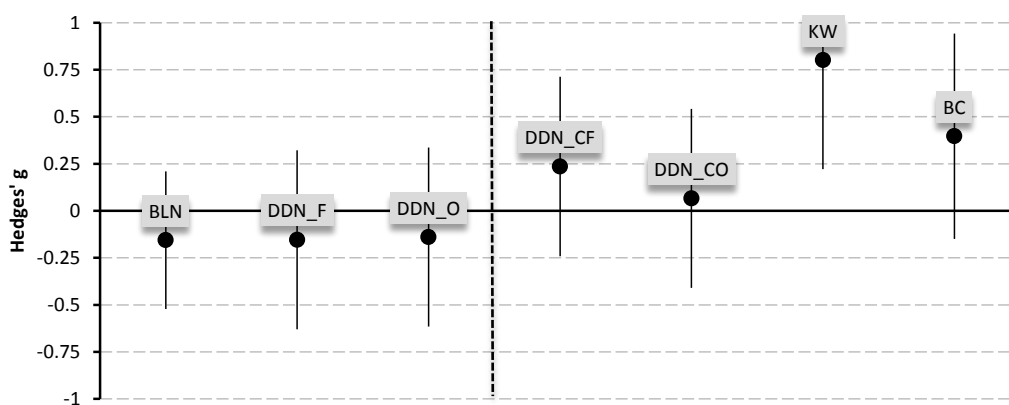 1
0.75
0.5
0.25
0
-0.25
-0.5
-0.75
-1
Hedges' g
BLN
DDN_F
DDN_O
DDN_CF
DDN_CO
KW
BC